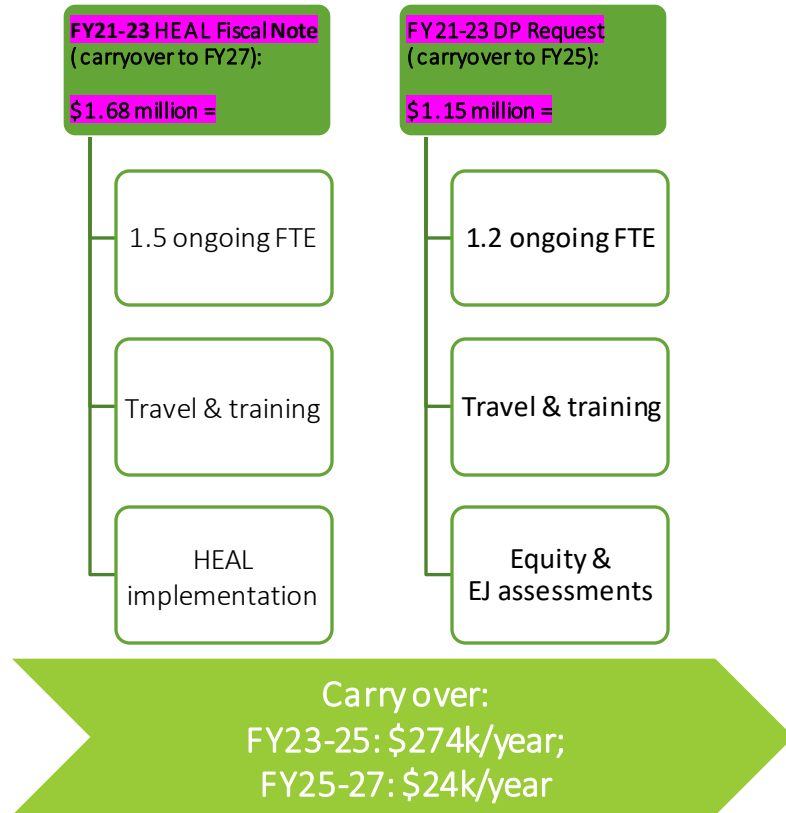 FY21-23 HEAL Fiscal Note
(carryover to FY27):
$1.68 million =
1.5 ongoing FTE
Travel & training
HEAL
implementation
FY21-23 DP Request
(carryover to FY25):
$1.15 million =
1.2 ongoing FTE
Travel & training
Equity &
EJ assessments
Carry over:
FY23-25: $274k/year;
FY25-27: $24k/year